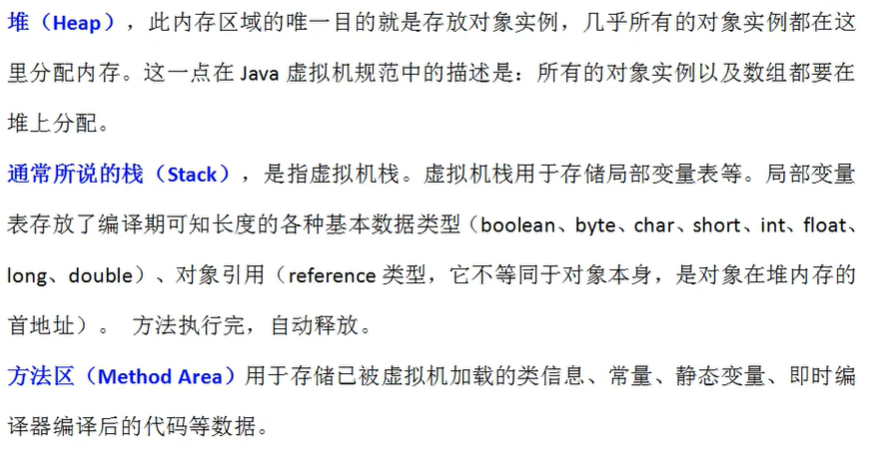 堆（Heap），此内存区域的唯一目的就是存放对象实例，几乎所有的对象实例都在这
里分配内存。这一点在 Java 虚拟机规范中的描述是：所有的对象实例以及数组都要在
堆上分配。
通常所说的栈（Stack），是指虚拟机栈。虚拟机栈用于存储局部变量表等。局部变量
表存放了编译期可知长度的各种基本数据类型（boolean、byte、char、short、int、float、
long、double）、对象引用（reference 类型，它不等同于对象本身，是对象在堆内存的
首地址）。 方法执行完，自动释放。
方法区（Method Area）用于存储已被虚拟机加载的类信息、常量、静态变量、即时编
译器编译后的代码等数据。